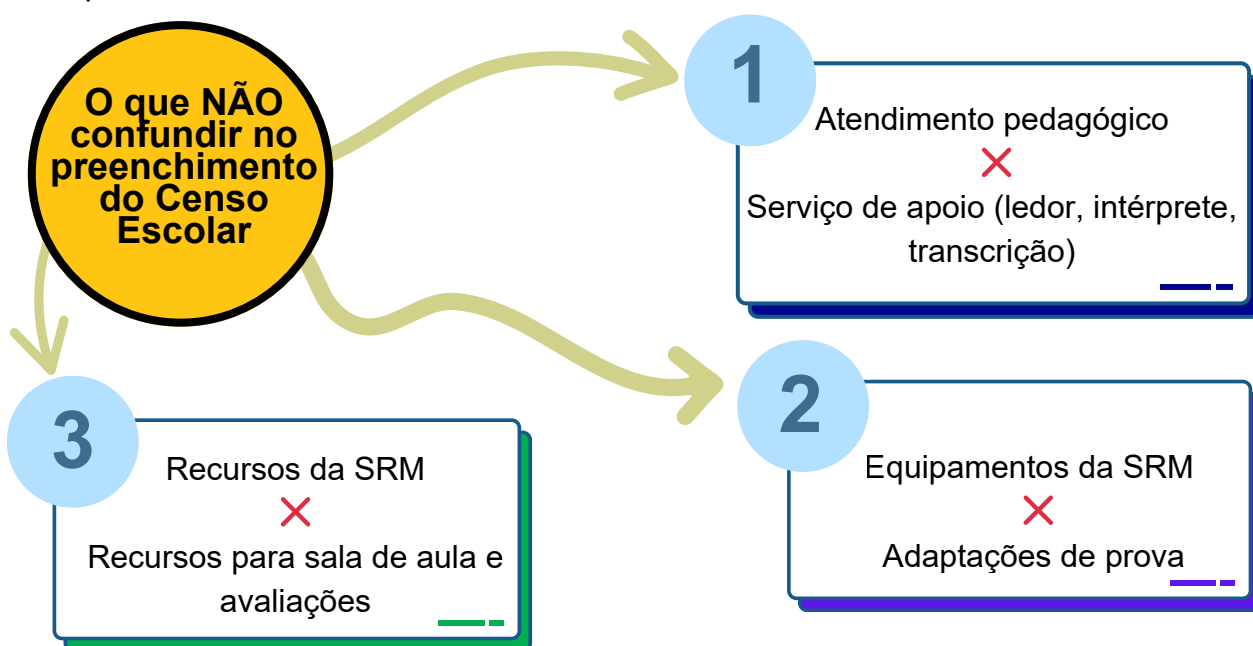 O que NÃO
confundir no
preenchimento
do Censo
Escolar
1
Atendimento pedagógico
Serviço de apoio (ledor, intérprete,
transcrição)
2
Equipamentos da SRM
Adaptações de prova
3
Recursos da SRM
Recursos para sala de aula e
avaliações